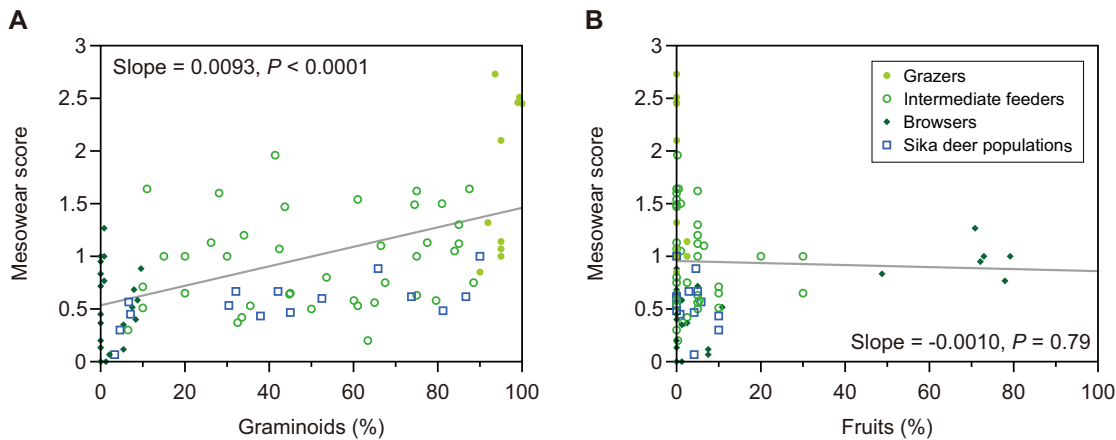 A
Mesowear score
3
2.5
2
1.5
1
0.5
0
Slope = 0.0093, P < 0.0001
0
20
40
60
80
100
Graminoids (%)
B
Mesowear score
3
2.5
2
1.5
1
0.5
0
Grazers
Intermediate feeders
Browsers
Sika deer populations
Slope = -0.0010, P = 0.79
0
20
40
60
80
100
Fruits (%)